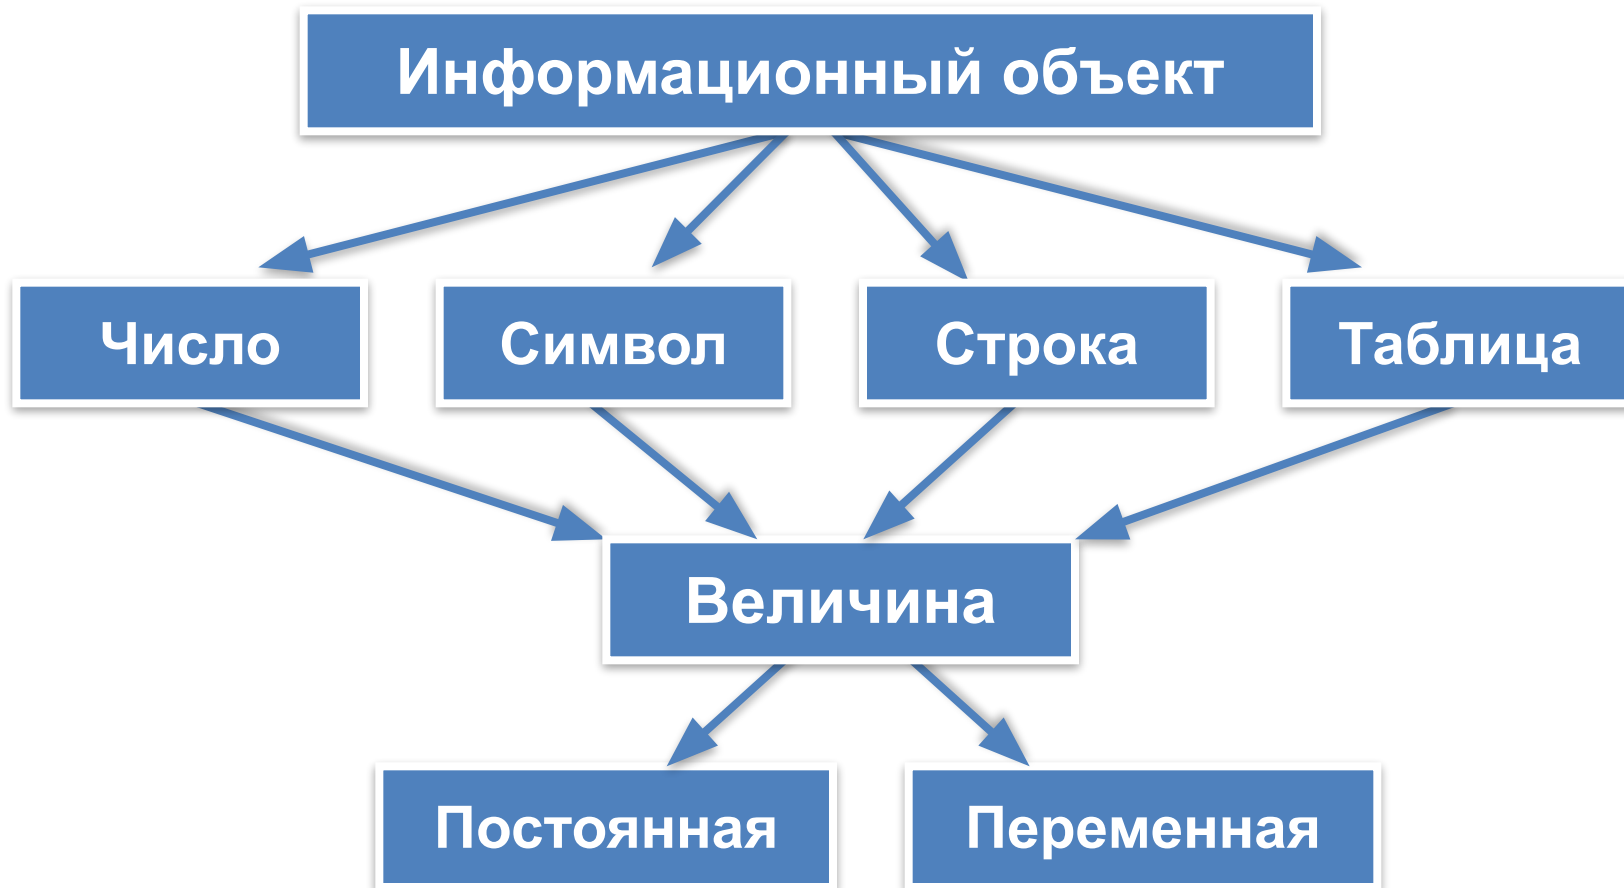 Информационный объект
Число
Символ
Строка
Таблица
Величина
Постоянная
Переменная